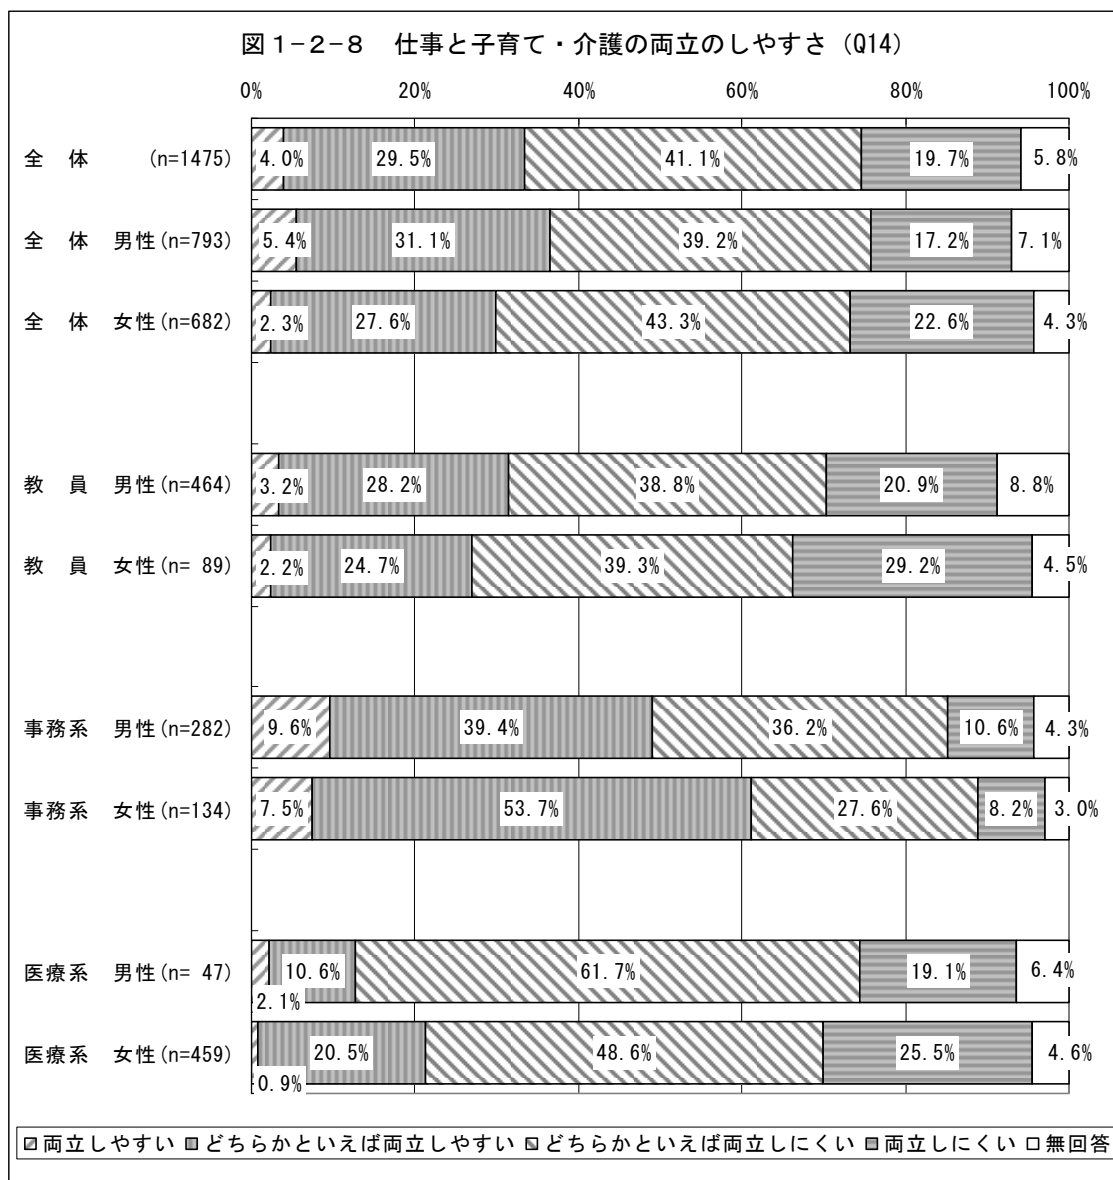 図1-2-8　仕事と子育て・介護の両立のしやすさ（Q14）
0% 20% 40% 60% 80% 100%
全　体　(n=1475) 4.0% 29.5% 41.1% 19.7% 5.8%
全　体　男性(n=793) 5.4% 31.1% 39.2% 17.2% 7.1%
全　体　女性(n=682) 2.3% 27.6% 43.3% 22.6% 4.3%
教　員　男性(n=464) 3.2% 28.2% 38.8% 20.9% 8.8%
教　員　女性(n= 89) 2.2% 24.7% 39.3% 29.2% 4.5%
事務系　男性(n=282) 9.6% 39.4% 36.2% 10.6% 4.3%
事務系　女性(n=134) 7.5% 53.7% 27.6% 8.2% 3.0%
医療系　男性(n= 47) 2.1% 10.6% 61.7% 19.1% 6.4%
医療系　女性(n=459) 0.9% 20.5% 48.6% 25.5% 4.6%
両立しやすい どちらかといえば両立しやすい どちらかといえば両立しにくい 両立しにくい 無回答